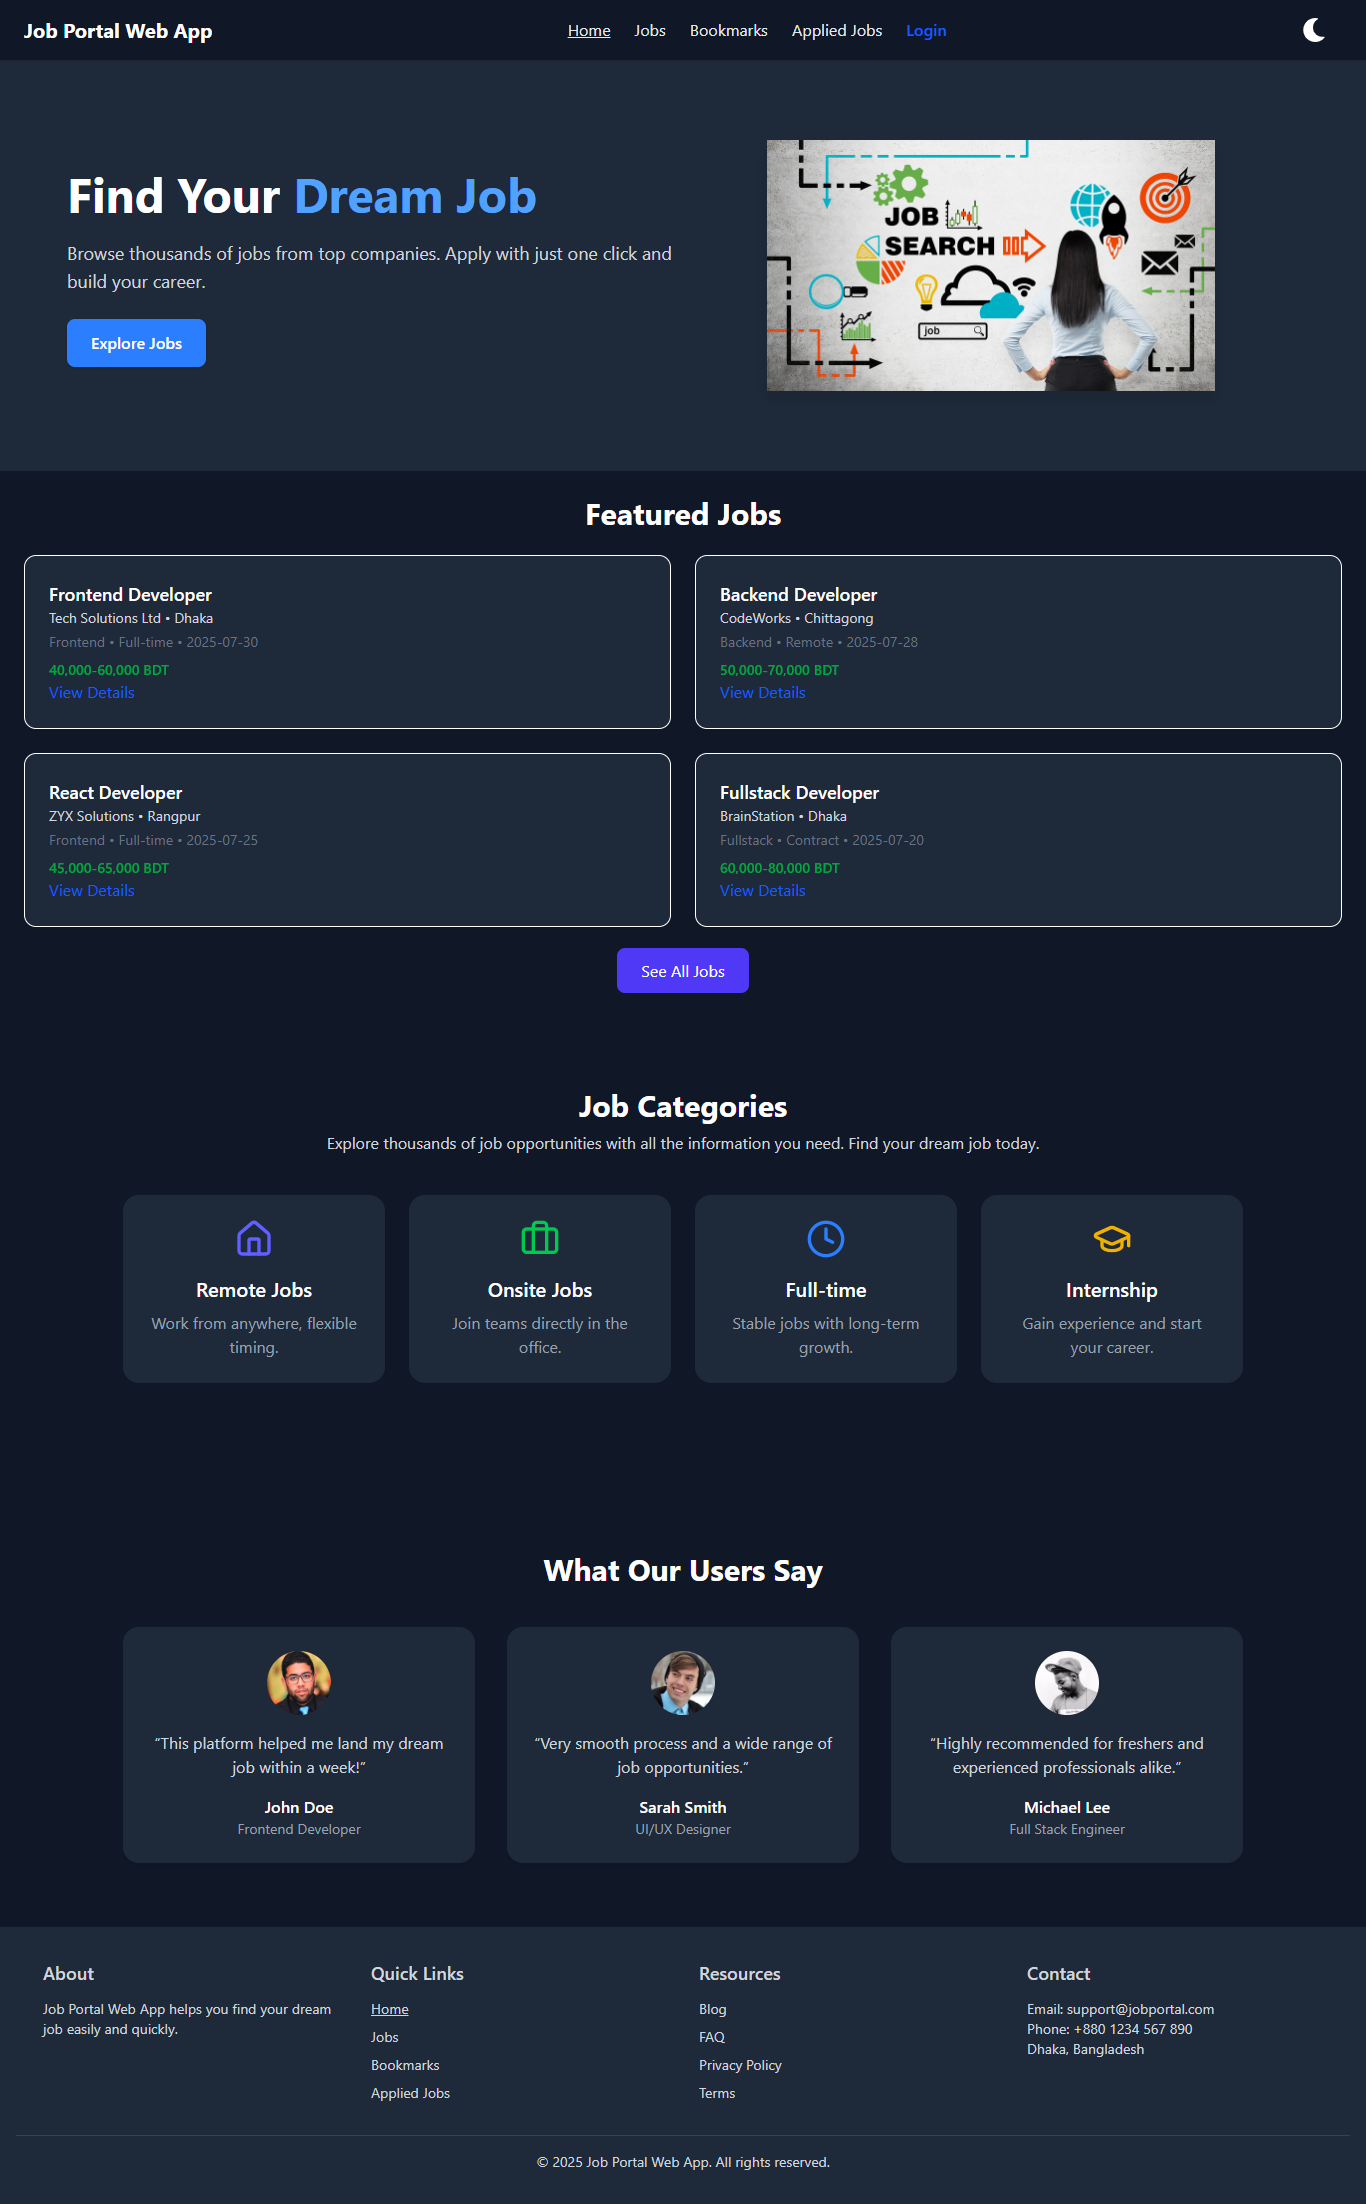 Job Portal Web App
Home
Jobs
Bookmarks
Applied Jobs
Login
Find Your Dream Job
Browse thousands of jobs from top companies. Apply with just one click and
build your career.
Explore Jobs
JOB
SEARCH
job
Featured Jobs
Frontend Developer
Tech Solutions Ltd • Dhaka
Frontend • Full-time • 2025-07-30
40,000-60,000 BDT
View Details
Backend Developer
CodeWorks • Chittagong
Backend • Remote • 2025-07-28
50,000-70,000 BDT
View Details
React Developer
ZYX Solutions • Rangpur
Frontend • Full-time • 2025-07-25
45,000-65,000 BDT
View Details
Fullstack Developer
BrainStation • Dhaka
Fullstack • Contract • 2025-07-20
60,000-80,000 BDT
View Details
See All Jobs
Job Categories
Explore thousands of job opportunities with all the information you need. Find your dream job today.
Remote Jobs
Work from anywhere, flexible
timing.
Onsite Jobs
Join teams directly in the
office.
Full-time
Stable jobs with long-term
growth.
Internship
Gain experience and start
your career.
What Our Users Say
“This platform helped me land my dream
job within a week!”
John Doe
Frontend Developer
“Very smooth process and a wide range of
job opportunities.”
Sarah Smith
UI/UX Designer
“Highly recommended for freshers and
experienced professionals alike.”
Michael Lee
Full Stack Engineer
About
Job Portal Web App helps you find your dream
job easily and quickly.
Quick Links
Home
Jobs
Bookmarks
Applied Jobs
Resources
Blog
FAQ
Privacy Policy
Terms
Contact
Email: support@jobportal.com
Phone: +880 1234 567 890
Dhaka, Bangladesh
© 2025 Job Portal Web App. All rights reserved.